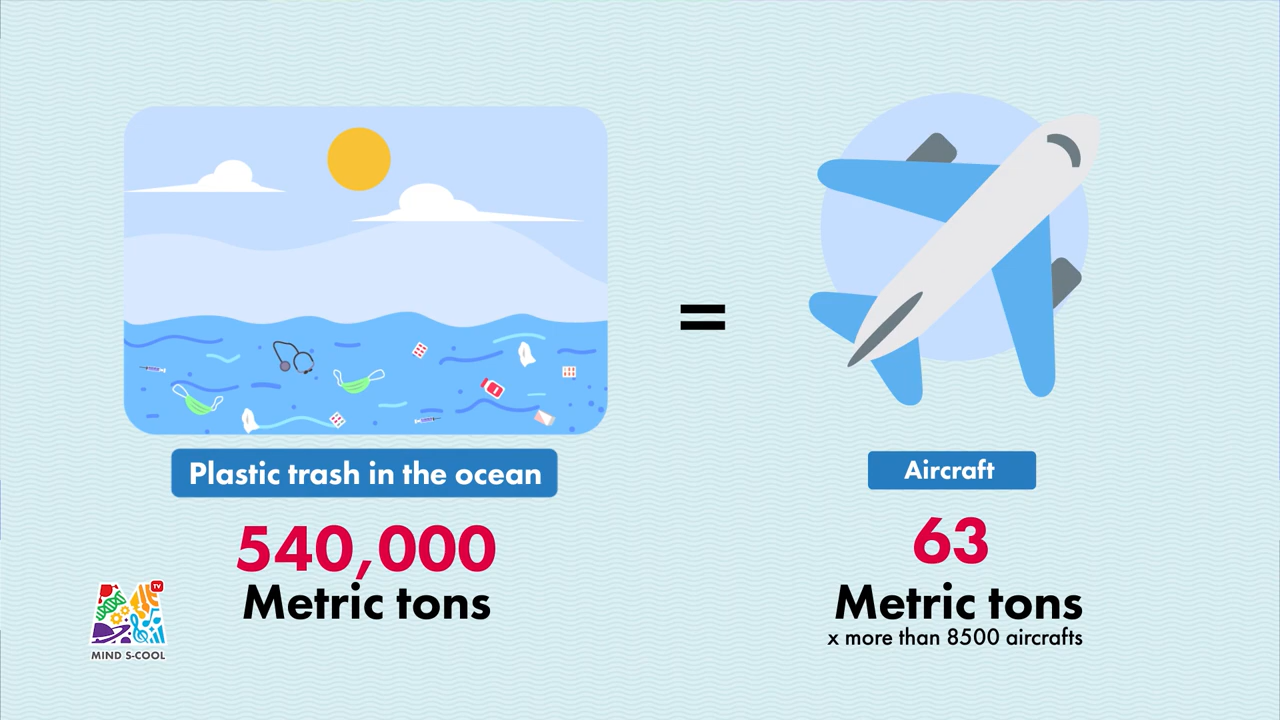 Plastic trash in the ocean
540,000
Metric tons
=
Aircraft
63
Metric tons
x more than 8500 aircrafts
TV
MIND S-COOL